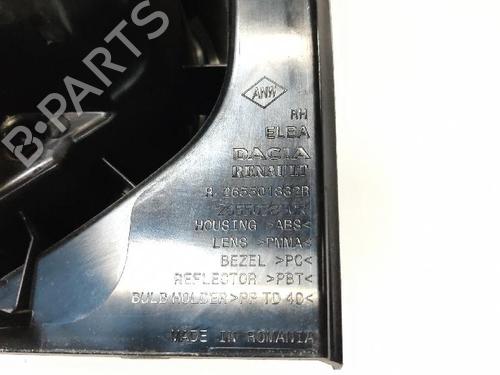 B-PARTS
ANW
RH
ELBA
DACIA
RENAULT
HOUSING >ABS<
LENS >PMMA<
BEZEL >PC<
REFLECTOR >PBT<
BULB HOLDER >PP TD 40<
MADE IN ROMANIA